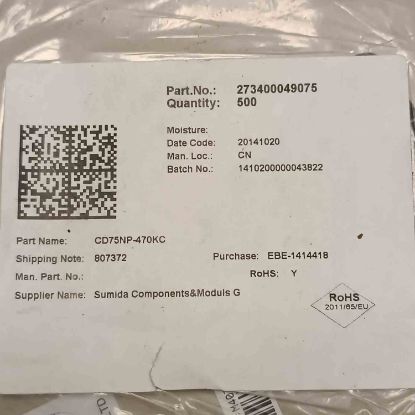 Part.No.: 273400049075
Quantity: 500
Moisture:
Date Code: 20141020
Man. Loc.: CN
Batch No.: 1410200000043822
Part Name: CD75NP-470KC
Shipping Note: 807372
Purchase: EBE-1414418
Man. Part. No.:
RoHS: Y
Supplier Name: Sumida Components&Moduls G
RoHS
2011/65/EU
LTD